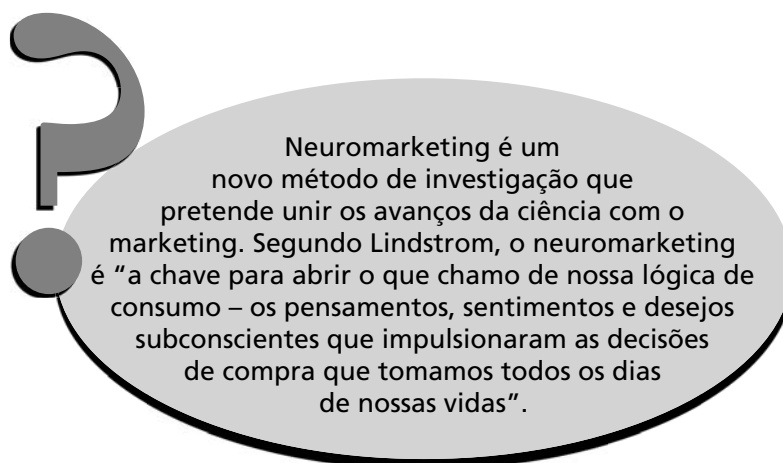 Neuromarketing é um
novo método de investigação que
pretende unir os avanços da ciência com o
marketing. Segundo Lindstrom, o neuromarketing
é “a chave para abrir o que chamo de nossa lógica de
consumo – os pensamentos, sentimentos e desejos
subconscientes que impulsionaram as decisões
de compra que tomamos todos os dias
de nossas vidas”.